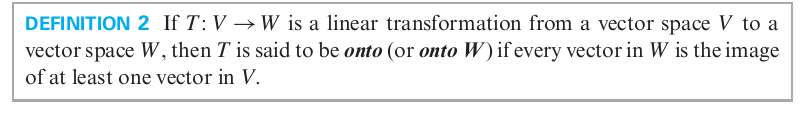 DEFINITION 2 If T: V → W is a linear transformation from a vector space V to a
vector space W, then T is said to be onto (or onto W) if every vector in W is the image
of at least one vector in V.